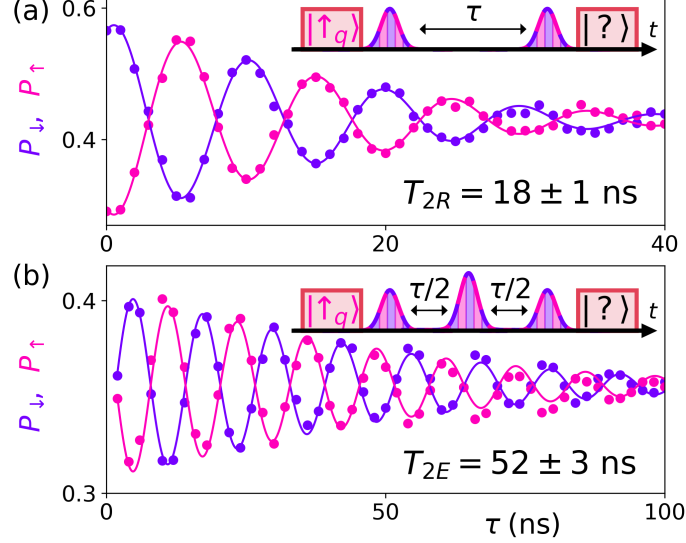 (a)
0.6
0.4
P↓, P↑
|↑q⟩
τ
|?⟩
t
T2R = 18 ± 1 ns
0
20
40
(b)
0.4
0.3
P↓, P↑
|↑q⟩
τ/2
τ/2
|?⟩
t
T2E = 52 ± 3 ns
0
50
100
τ (ns)